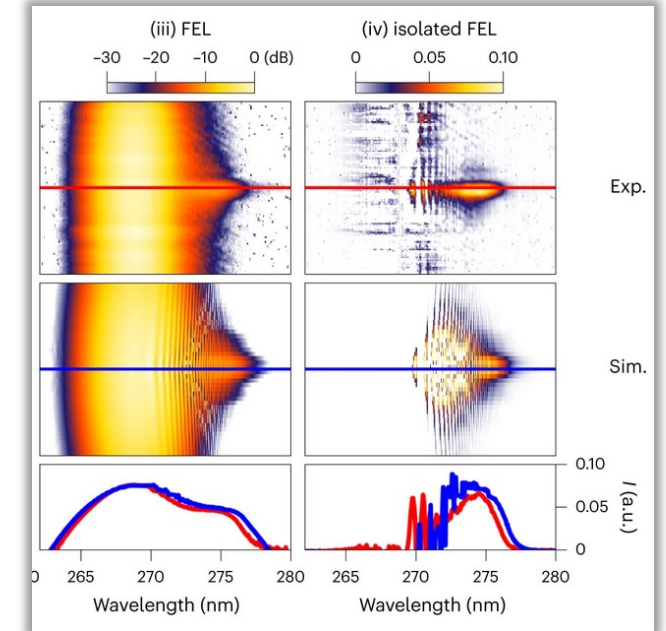 (iii) FEL (iv) isolated FEL
−30 −20 −10 0 (dB) 0 0.05 0.10
Exp.
Sim.
0.10
0.05
0
I (a.u.)
0 265 270 275 280 265 270 275 280
Wavelength (nm) Wavelength (nm)